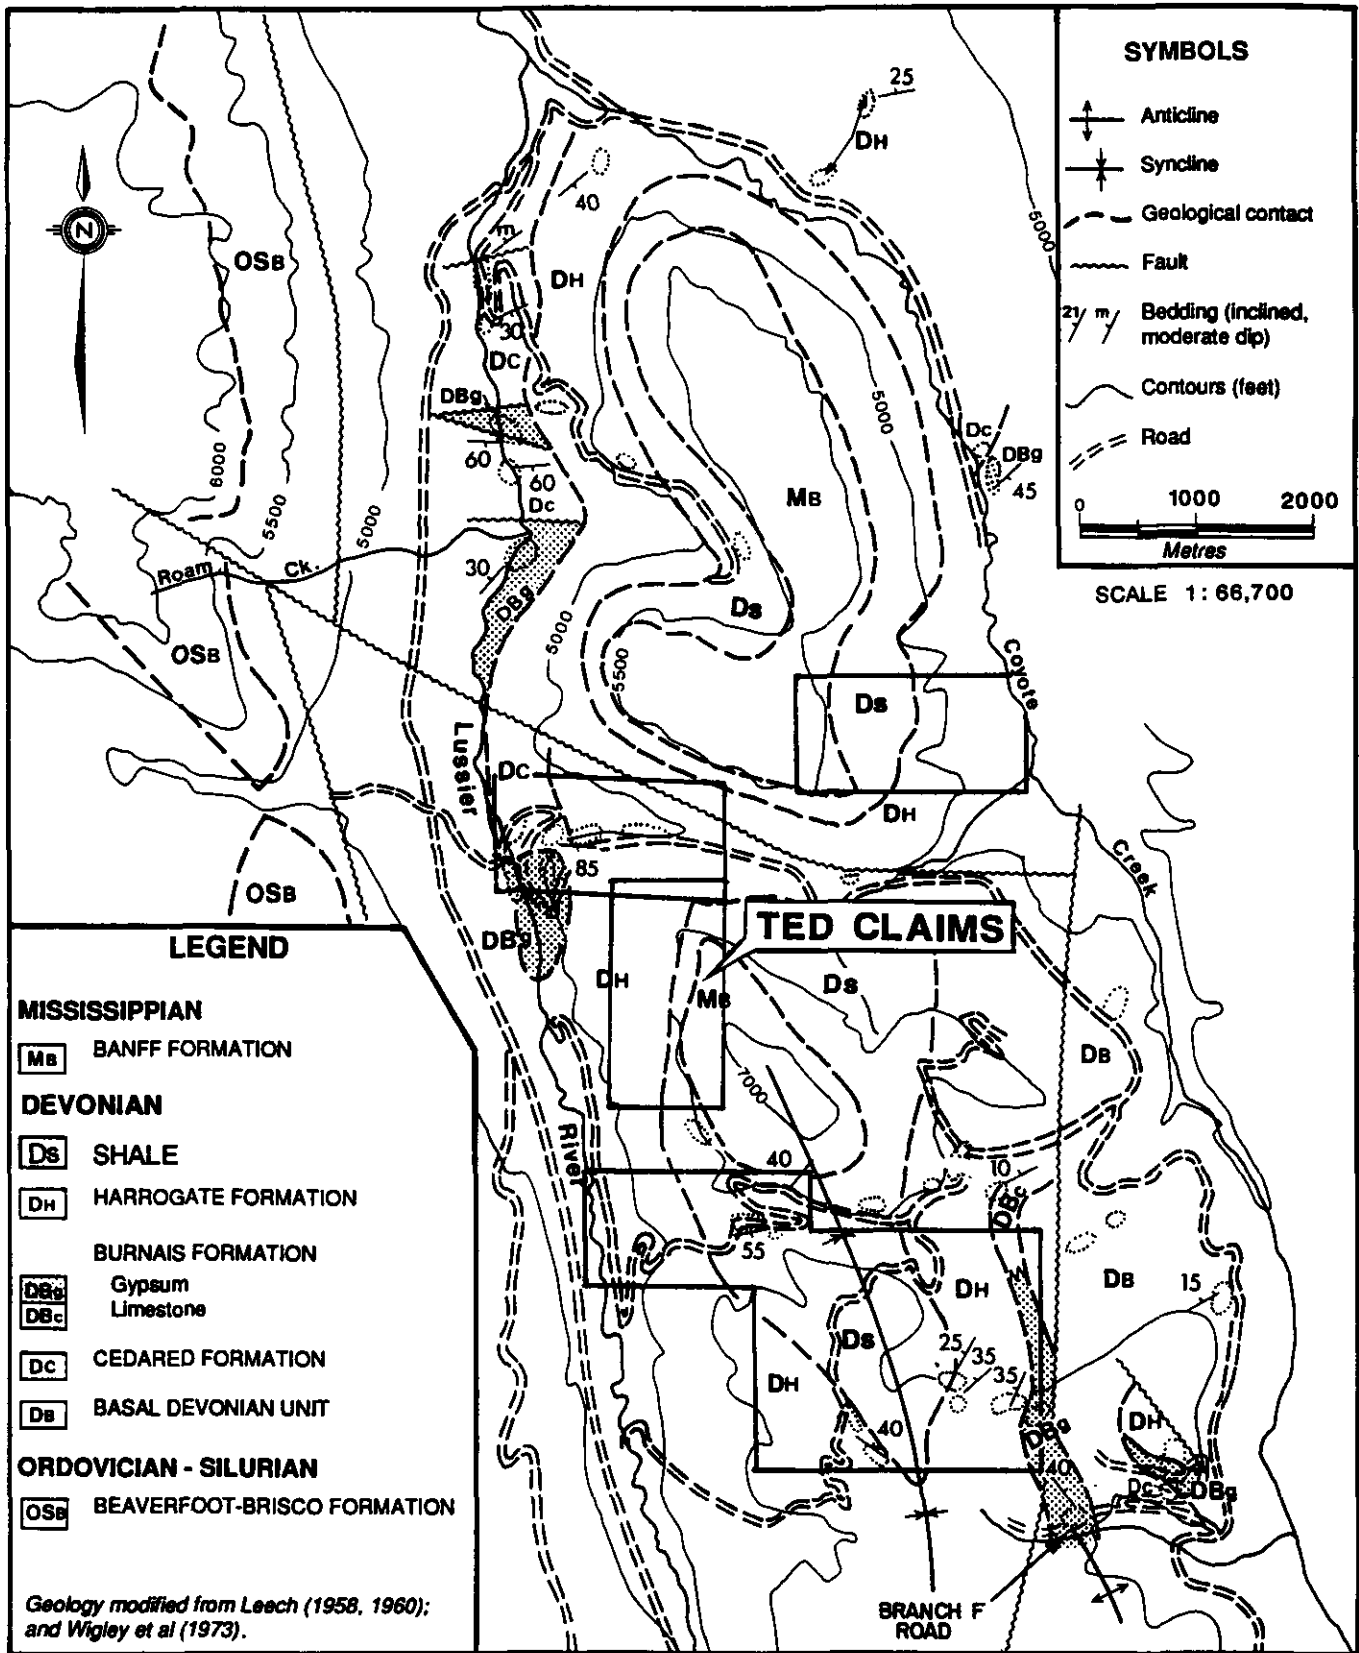 SYMBOLS
Anticline
Syncline
Geological contact
Fault
21 m
Bedding (inclined,
moderate dip)
Contours (feet)
Road
0 1000 2000
Metres
SCALE 1: 66,700
N
25
DH
5000
40
OSB
m
DH
30
DC
DBg
5000
6000
60
60
Dc
5500
5000
MB
Dc
DBg
45
Roam Ck.
30
DBg
Ds
5000
OSB
5500
Coyote
Ds
Lussier
DC
DH
Creek
85
OSB
DBg
TED CLAIMS
DH
MB
Ds
DB
7000
River
40
10
DBc
55
DH
DB
15
Ds
25
35
35
DH
40
DBg
40
DH
Dc
DBg
BRANCH F
ROAD
LEGEND
MISSISSIPPIAN
MB BANFF FORMATION
DEVONIAN
Ds SHALE
DH HARROGATE FORMATION
BURNAIS FORMATION
DBg Gypsum
DBc Limestone
DC CEDARED FORMATION
DB BASAL DEVONIAN UNIT
ORDOVICIAN - SILURIAN
OSB BEAVERFOOT-BRISCO FORMATION
Geology modified from Leech (1958, 1960);
and Wigley et al (1973).